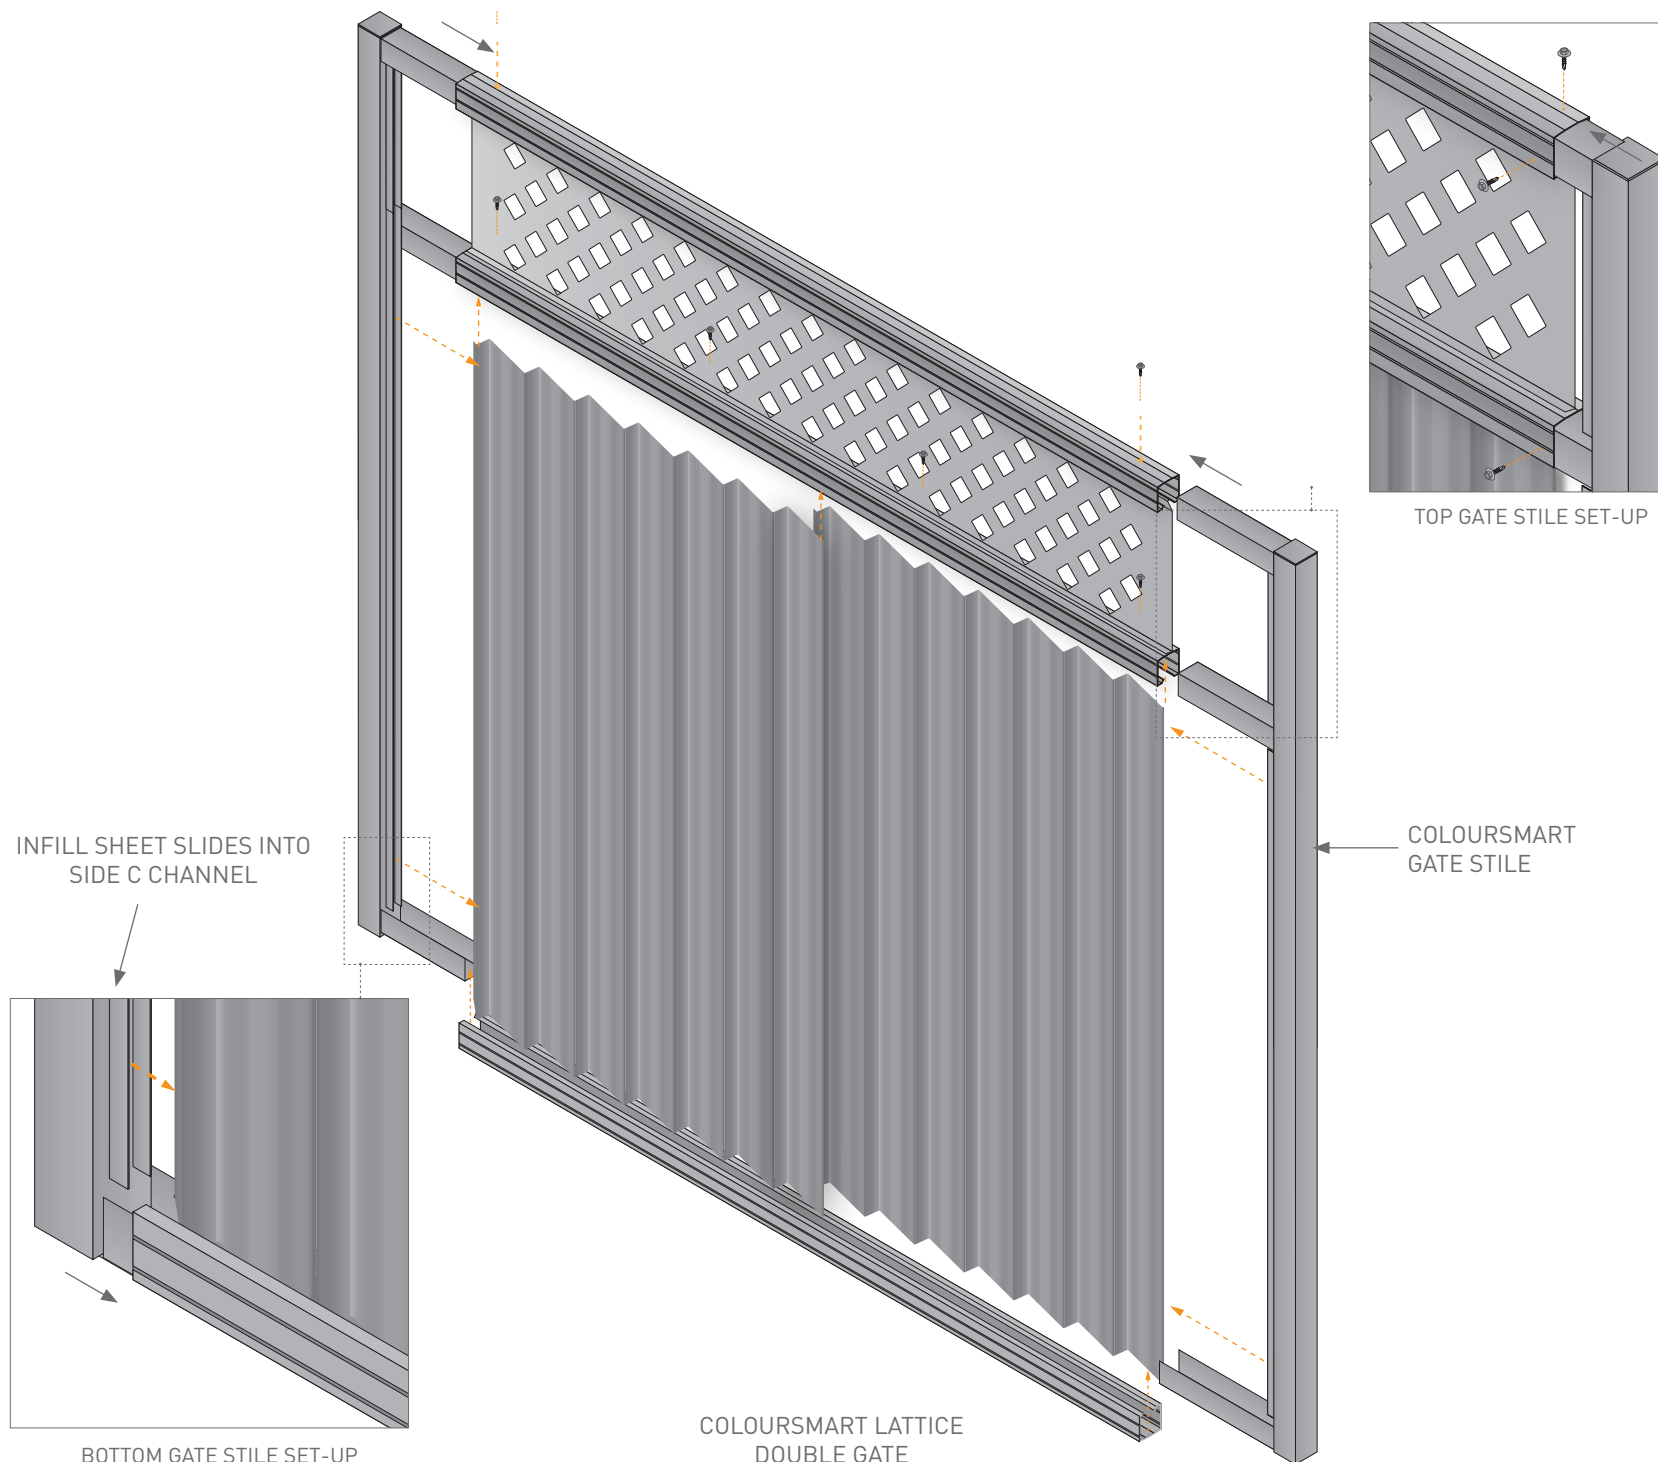 TOP GATE STILE SET-UP
INFILL SHEET SLIDES INTO
SIDE C CHANNEL
COLOURSMART
GATE STILE
COLOURSMART LATTICE
DOUBLE GATE
BOTTOM GATE STILE SET-UP